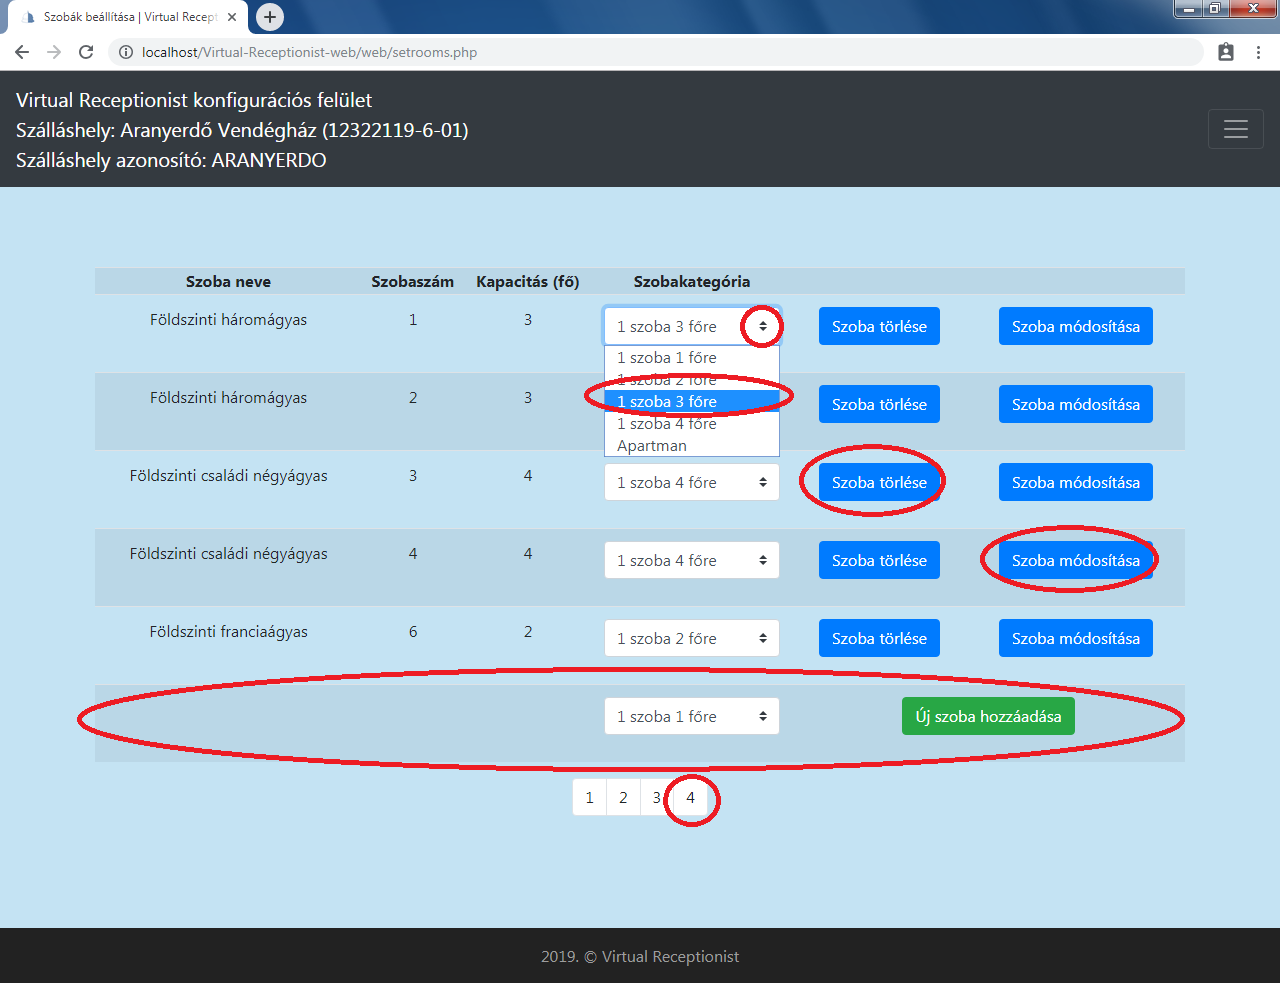 Szobák beállítása | Virtual Recept
localhost/Virtual-Receptionist-web/web/setrooms.php
Virtual Receptionist konfigurációs felület
Szálláshely: Aranyerdő Vendégház (12322119-6-01)
Szálláshely azonosító: ARANYERDO
Szoba neve Szobaszám Kapacitás (fő) Szobakategória
Földszinti háromágyas 1 3 1 szoba 3 főre Szoba törlése Szoba módosítása
1 szoba 1 főre
1 szoba 2 főre
Földszinti háromágyas 2 3 1 szoba 3 főre Szoba törlése Szoba módosítása
1 szoba 4 főre
Apartman
Földszinti családi négyágyas 3 4 1 szoba 4 főre Szoba törlése Szoba módosítása
Földszinti családi négyágyas 4 4 1 szoba 4 főre Szoba törlése Szoba módosítása
Földszinti franciaágyas 6 2 1 szoba 2 főre Szoba törlése Szoba módosítása
1 szoba 1 főre Új szoba hozzáadása
1 2 3 4
2019. © Virtual Receptionist